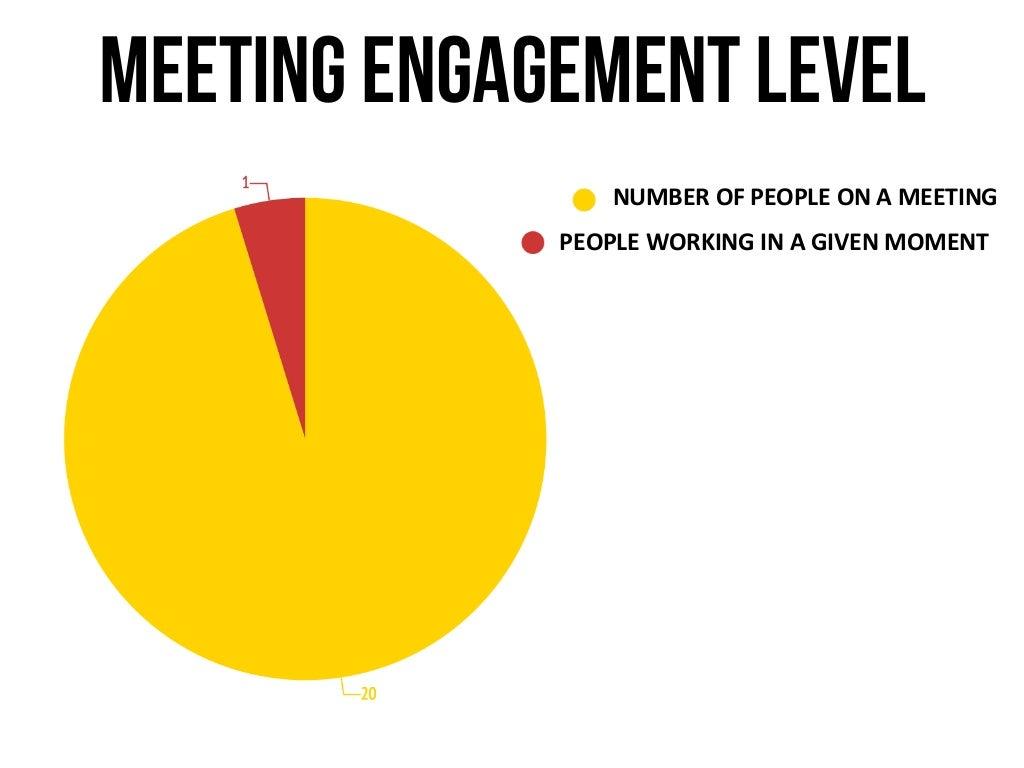 MEETING ENGAGEMENT LEVEL
1
NUMBER OF PEOPLE ON A MEETING
PEOPLE WORKING IN A GIVEN MOMENT
20